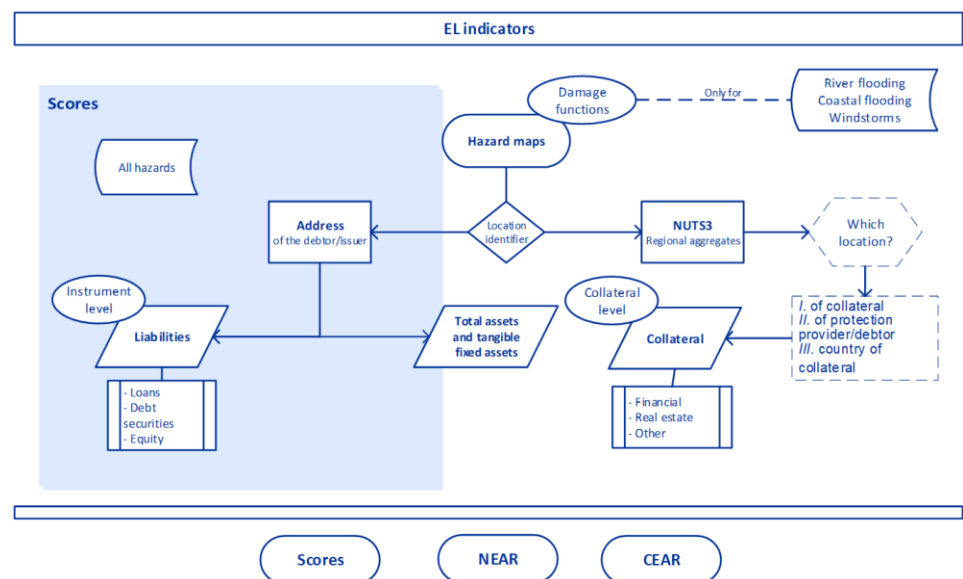 EL indicators
Scores
All hazards
Damage
functions
Only for
River flooding
Coastal flooding
Windstorms
Hazard maps
Address
of the debtor/issuer
Location
identifier
NUTS3
Regional aggregates
Which
location?
Instrument
level
Liabilities
Total assets
and tangible
fixed assets
Collateral
level
Collateral
I. of collateral
II. of protection
provider/debtor
III. country of
collateral
- Loans
- Debt
securities
- Equity
- Financial
- Real estate
- Other
Scores
NEAR
CEAR